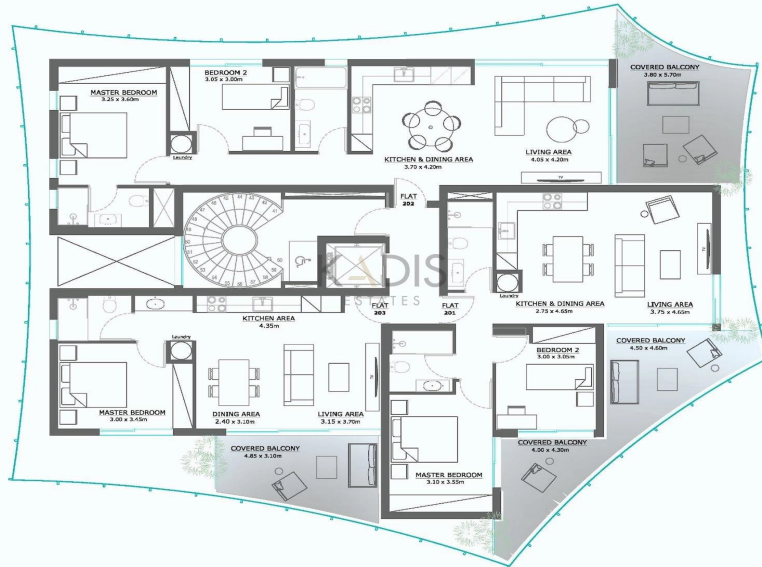 COVERED BALCONY
3.80 x 5.70m
BEDROOM 2
3.05 x 3.00m
MASTER BEDROOM
3.25 x 3.60m
Laundry
KITCHEN & DINING AREA
3.70 x 4.20m
LIVING AREA
4.05 x 4.20m
TV
FLAT
202
KADIS
ESTATES
KITCHEN & DINING AREA
2.75 x 4.65m
LIVING AREA
3.75 x 4.65m
Laundry
TV
FLAT
203
FLAT
201
KITCHEN AREA
4.35m
Laundry
MASTER BEDROOM
3.00 x 3.45m
DINING AREA
2.40 x 3.10m
LIVING AREA
3.15 x 3.70m
COVERED BALCONY
4.85 x 3.10m
BEDROOM 2
3.00 x 3.05m
MASTER BEDROOM
3.10 x 3.55m
COVERED BALCONY
4.50 x 4.60m
COVERED BALCONY
4.00 x 4.30m